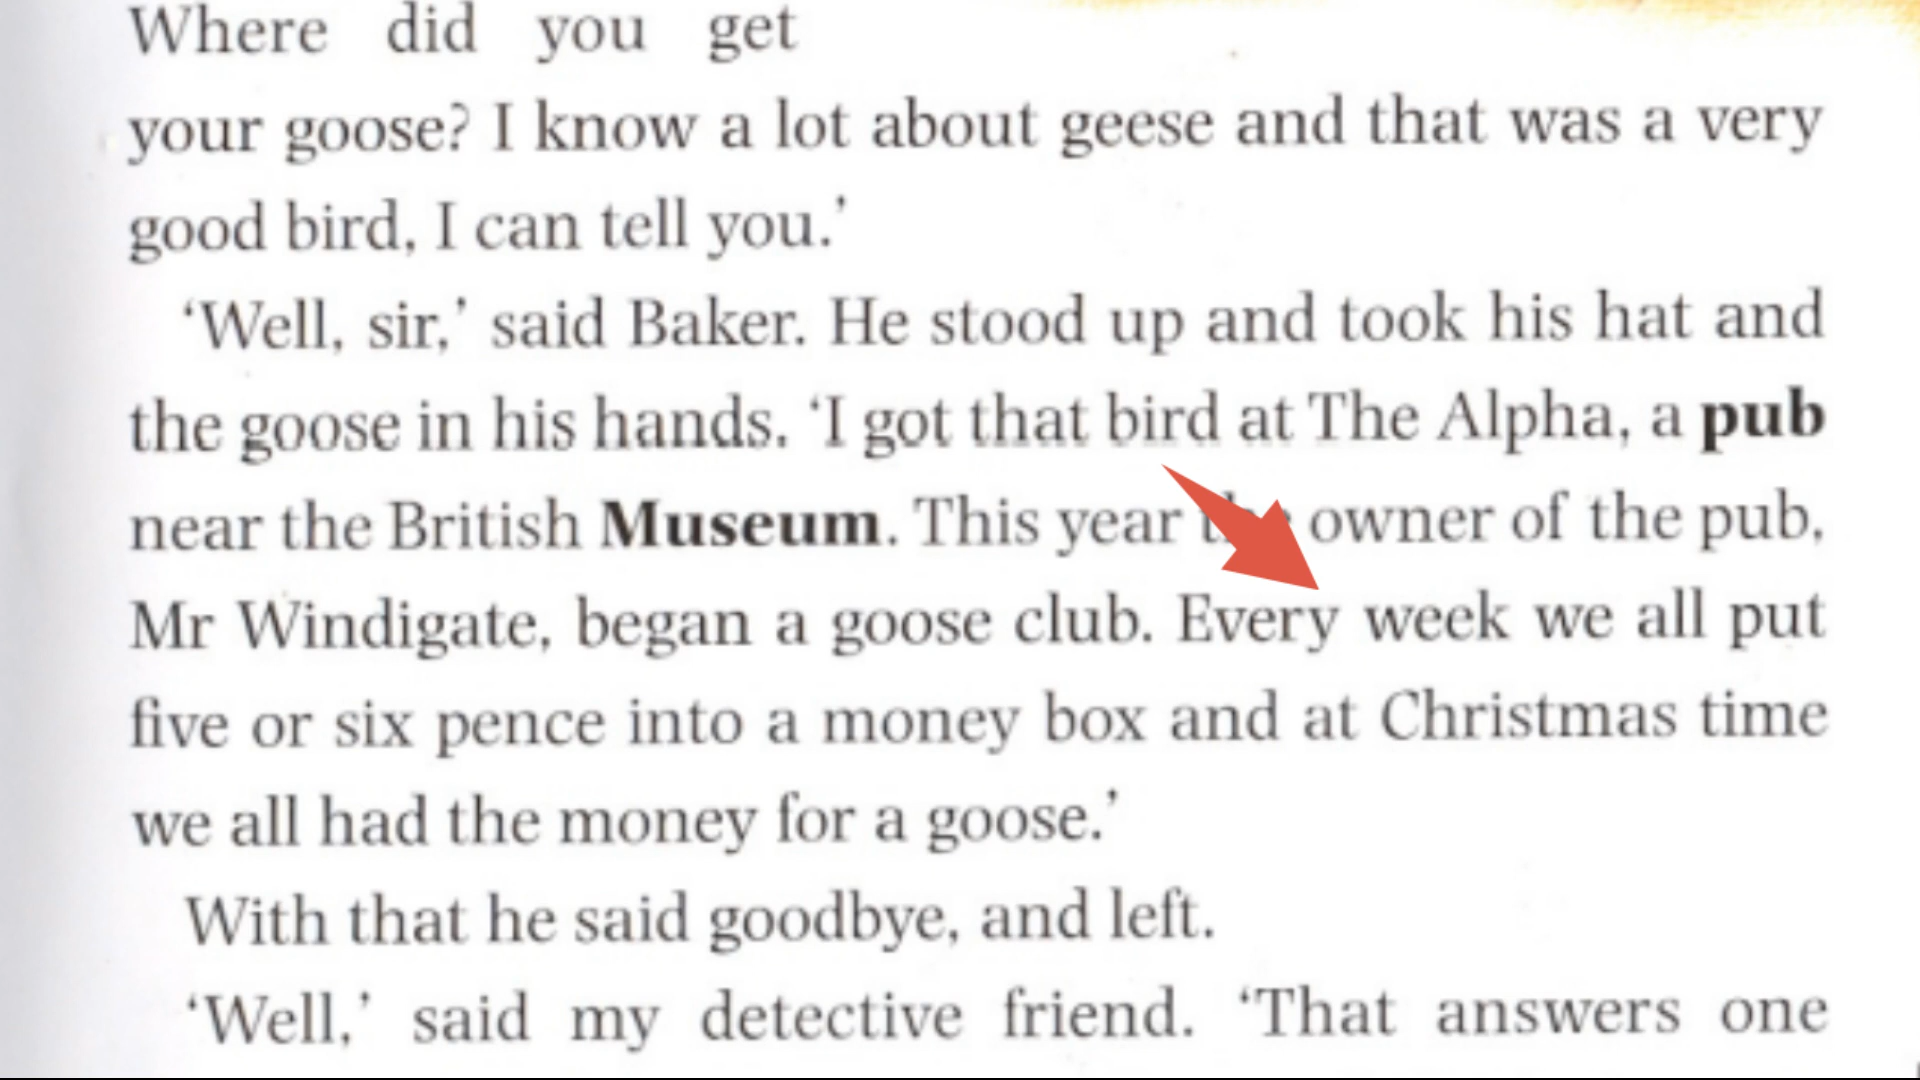 Where did you get
your goose? I know a lot about geese and that was a very
good bird, I can tell you.’
‘Well, sir,’ said Baker. He stood up and took his hat and
the goose in his hands. ‘I got that bird at The Alpha, a pub
near the British Museum. This year owner of the pub,
Mr Windigate, began a goose club. Every week we all put
five or six pence into a money box and at Christmas time
we all had the money for a goose.’
With that he said goodbye, and left.
‘Well,’ said my detective friend. ‘That answers one